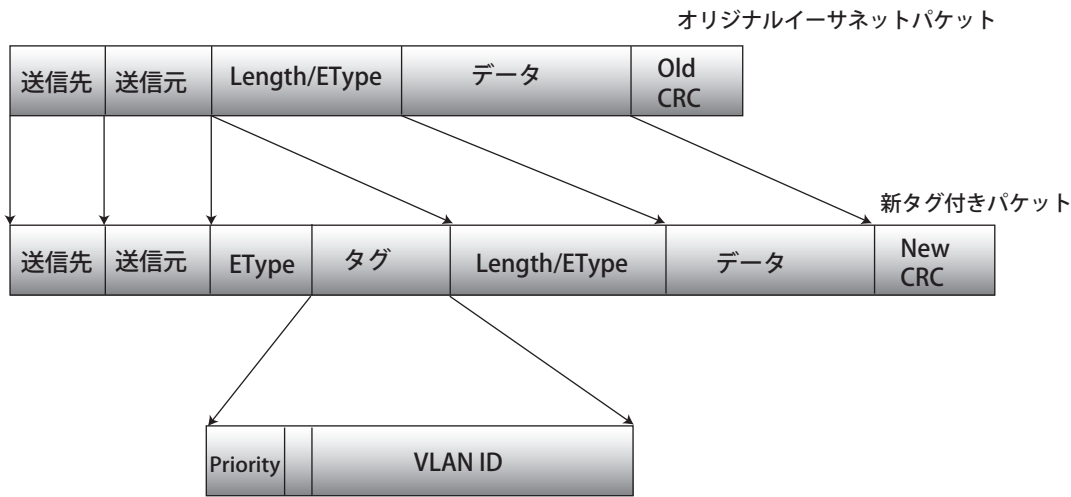 オリジナルイーサネットパケット
送信先 送信元 Length/EType データ Old
CRC
新タグ付きパケット
送信先 送信元 EType タグ Length/EType データ New
CRC
Priority VLAN ID